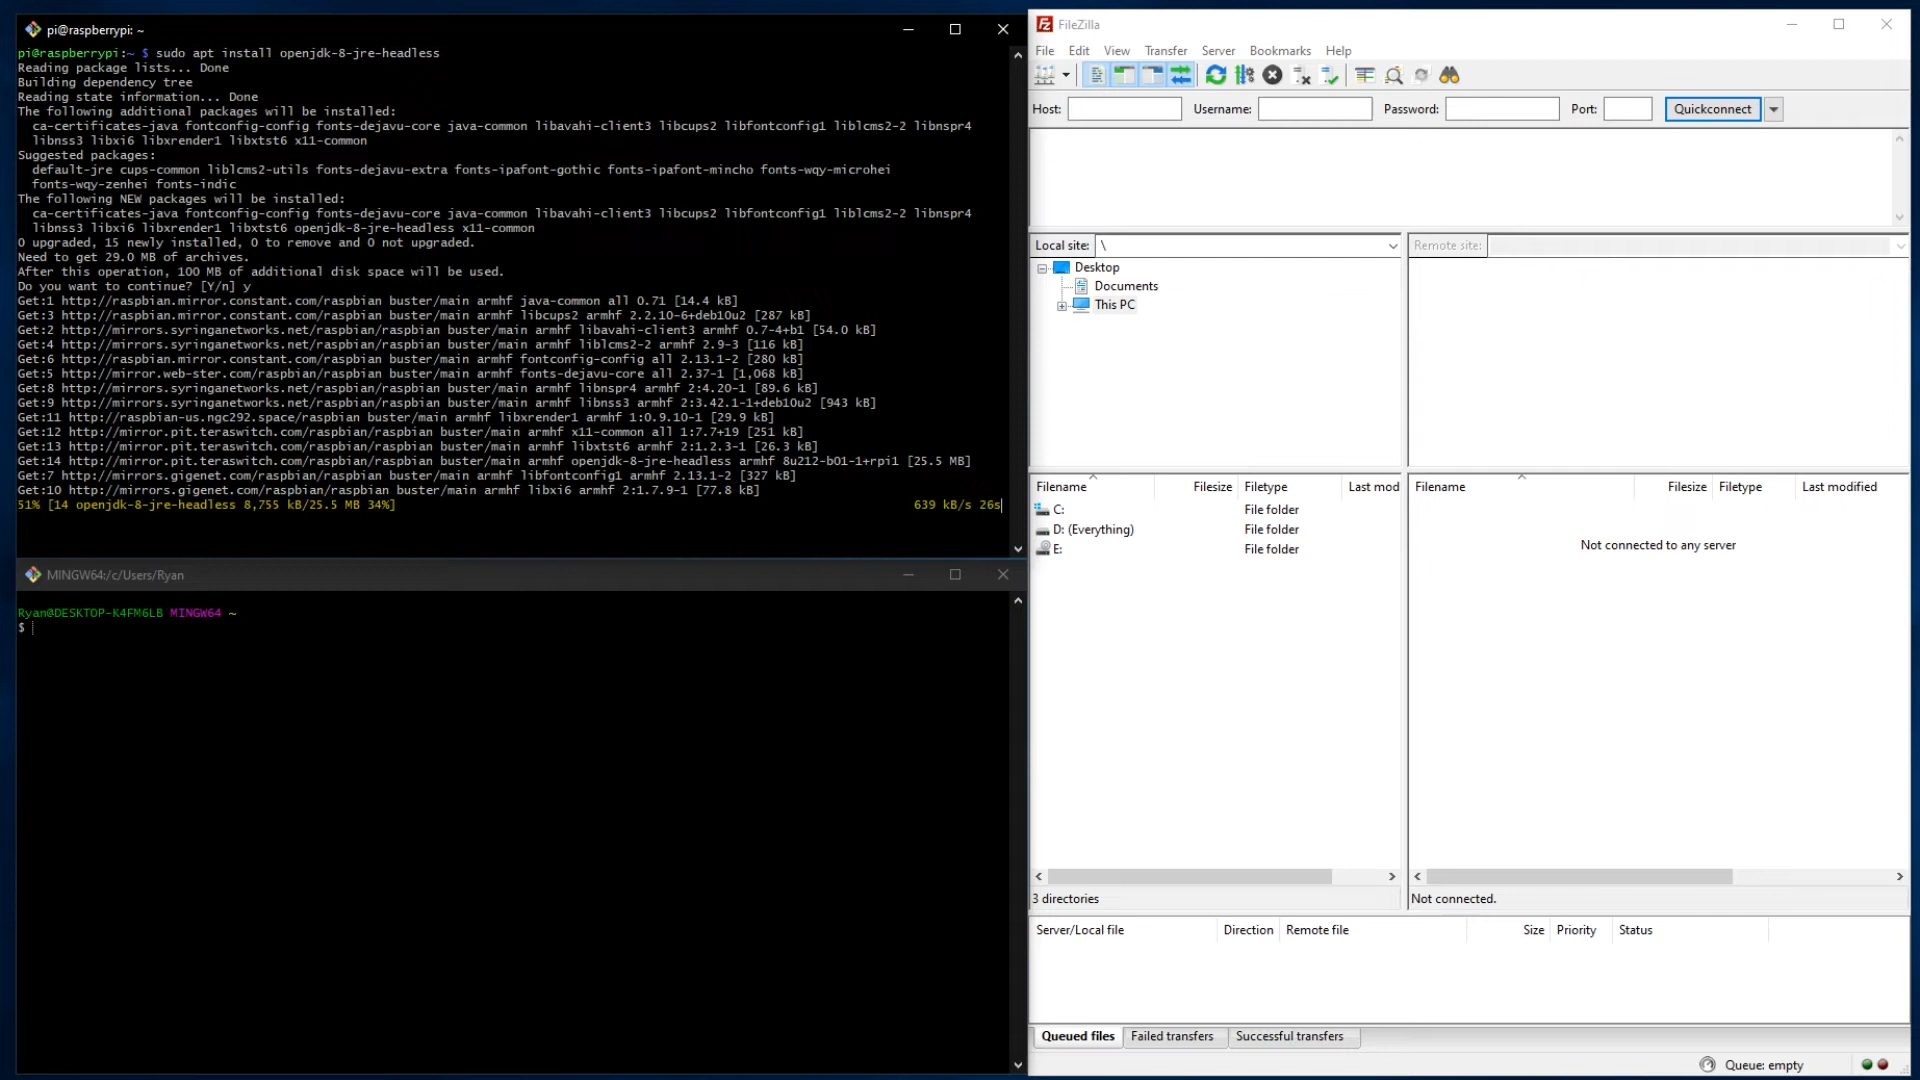 pi@raspberrypi: ~
pi@raspberrypi:~ $ sudo apt install openjdk-8-jre-headless
Reading package lists... Done
Building dependency tree
Reading state information... Done
The following additional packages will be installed:
ca-certificates-java fontconfig-config fonts-dejavu-core java-common libavahi-client3 libcups2 libfontconfig1 liblcms2-2 libnspr4
libnss3 libxi6 libxrender1 libxtst6 x11-common
Suggested packages:
default-jre cups-common liblcms2-utils fonts-dejavu-extra fonts-ipafont-gothic fonts-ipafont-mincho fonts-wqy-microhei
fonts-wqy-zenhei fonts-indic
The following NEW packages will be installed:
ca-certificates-java fontconfig-config fonts-dejavu-core java-common libavahi-client3 libcups2 libfontconfig1 liblcms2-2 libnspr4
libnss3 libxi6 libxrender1 libxtst6 openjdk-8-jre-headless x11-common
0 upgraded, 15 newly installed, 0 to remove and 0 not upgraded.
Need to get 29.0 MB of archives.
After this operation, 100 MB of additional disk space will be used.
Do you want to continue? [Y/n] y
Get:1 http://raspbian.mirror.constant.com/raspbian buster/main armhf java-common all 0.71 [14.4 kB]
Get:3 http://raspbian.mirror.constant.com/raspbian buster/main armhf libcups2 armhf 2.2.10-6+deb10u2 [287 kB]
Get:2 http://mirrors.syringanetworks.net/raspbian/raspbian buster/main armhf libavahi-client3 armhf 0.7-4+b1 [54.0 kB]
Get:4 http://mirrors.syringanetworks.net/raspbian/raspbian buster/main armhf liblcms2-2 armhf 2.9-3 [116 kB]
Get:6 http://raspbian.mirror.constant.com/raspbian buster/main armhf fontconfig-config all 2.13.1-2 [280 kB]
Get:5 http://mirror.web-ster.com/raspbian/raspbian buster/main armhf fonts-dejavu-core all 2.37-1 [1,068 kB]
Get:8 http://mirrors.syringanetworks.net/raspbian/raspbian buster/main armhf libnspr4 armhf 2:4.20-1 [89.6 kB]
Get:9 http://mirrors.syringanetworks.net/raspbian/raspbian buster/main armhf libnss3 armhf 2:3.42.1-1+deb10u2 [943 kB]
Get:11 http://raspbian-us.ngc292.space/raspbian buster/main armhf libxrender1 armhf 1:0.9.10-1 [29.9 kB]
Get:12 http://mirror.pit.teraswitch.com/raspbian/raspbian buster/main armhf x11-common all 1:7.7+19 [251 kB]
Get:13 http://mirror.pit.teraswitch.com/raspbian/raspbian buster/main armhf libxtst6 armhf 2:1.2.3-1 [26.3 kB]
Get:14 http://mirror.pit.teraswitch.com/raspbian/raspbian buster/main armhf openjdk-8-jre-headless armhf 8u212-b01-1+rpi1 [25.5 MB]
Get:7 http://mirrors.gigenet.com/raspbian/raspbian buster/main armhf libfontconfig1 armhf 2.13.1-2 [327 kB]
Get:10 http://mirrors.gigenet.com/raspbian/raspbian buster/main armhf libxi6 armhf 2:1.7.9-1 [77.8 kB]
51% [14 openjdk-8-jre-headless 8,755 kB/25.5 MB 34%] 639 kB/s 26s
MINGW64:/c/Users/Ryan
Ryan@DESKTOP-K4FM6LB MINGW64 ~
$
FileZilla
File Edit View Transfer Server Bookmarks Help
Host: Username: Password: Port: Quickconnect
Local site: \
Desktop
Documents
This PC
Remote site:
Filename Filesize Filetype Last mod
C: File folder
D: (Everything) File folder
E: File folder
3 directories
Filename Filesize Filetype Last modified
Not connected to any server
Not connected.
Server/Local file Direction Remote file Size Priority Status
Queued files Failed transfers Successful transfers
Queue: empty